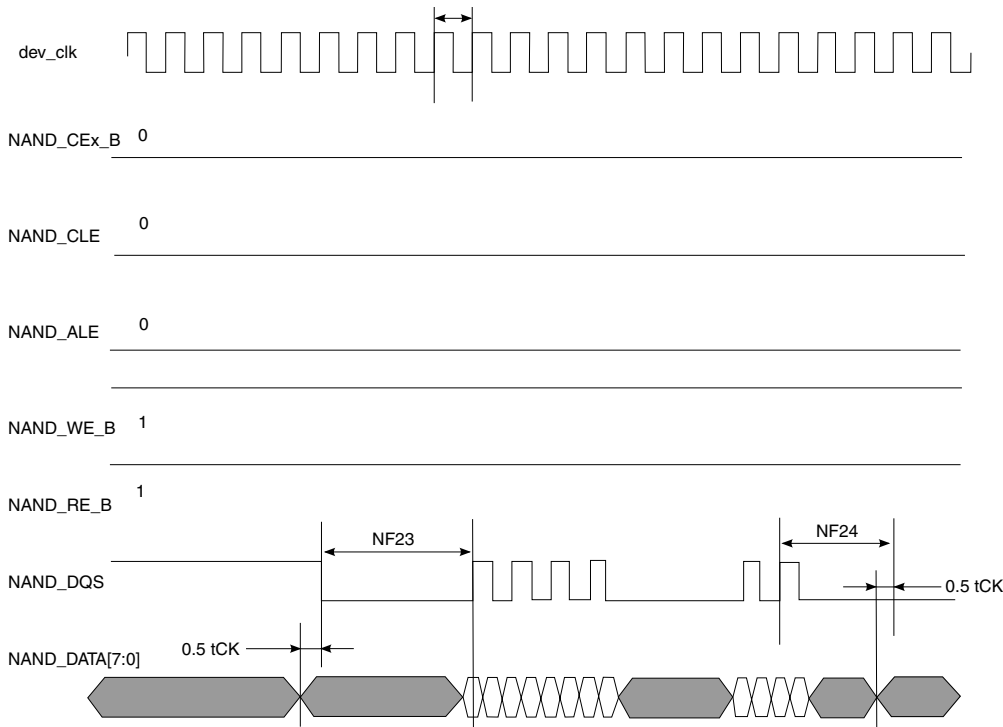 dev_clk
NAND_CEx_B 0
NAND_CLE 0
NAND_ALE 0
NAND_WE_B 1
NAND_RE_B 1
NF23
NF24
NAND_DQS
0.5 tCK
NAND_DATA[7:0]
0.5 tCK